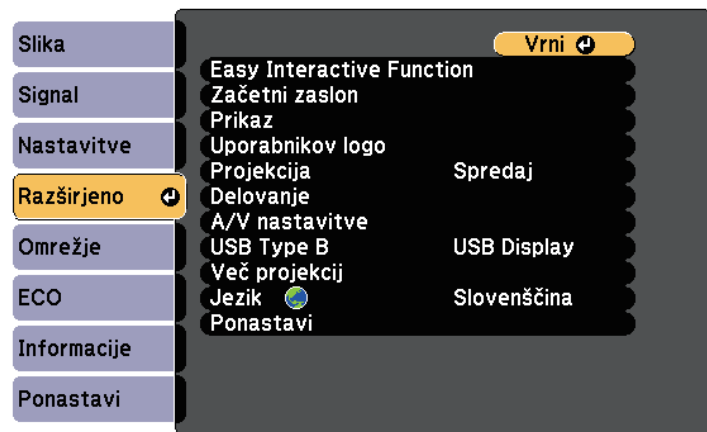 Slika
Signal
Nastavitve
Razširjeno
Omrežje
ECO
Informacije
Ponastavi
Vrni
Easy Interactive Function
Začetni zaslon
Prikaz
Uporabnikov logo
Projekcija Spredaj
Delovanje
A/V nastavitve
USB Type B USB Display
Več projekcij
Jezik Slovenščina
Ponastavi